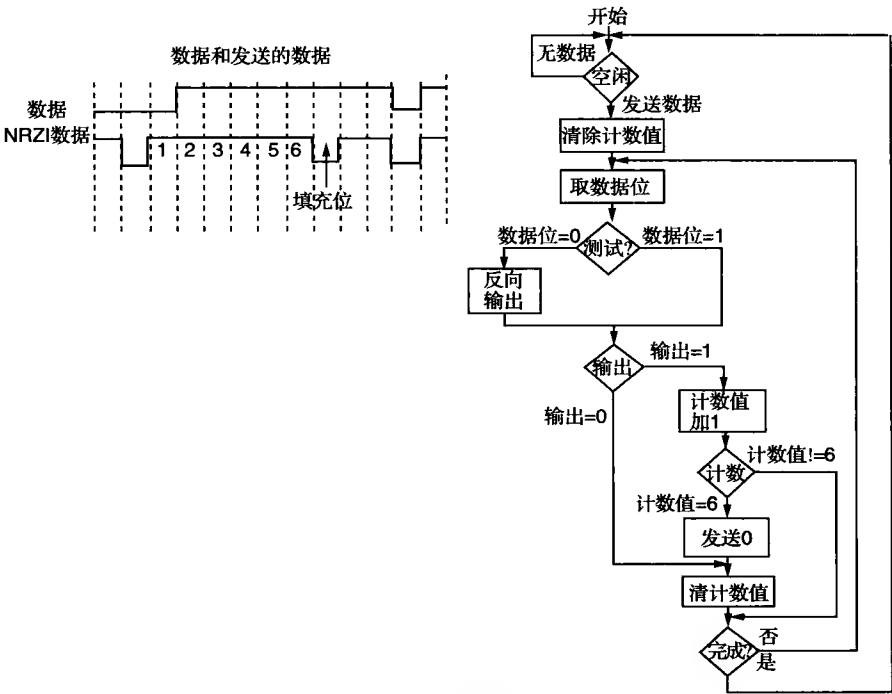 数据和发送的数据
数据
NRZI数据
1 2 3 4 5 6
填充位
开始
无数据
空闲
发送数据
清除计数值
取数据位
数据位=0
测试?
数据位=1
反向
输出
输出
输出=1
输出=0
计数值
加1
计数
计数值!=6
计数值=6
发送0
清计数值
完成?
否
是